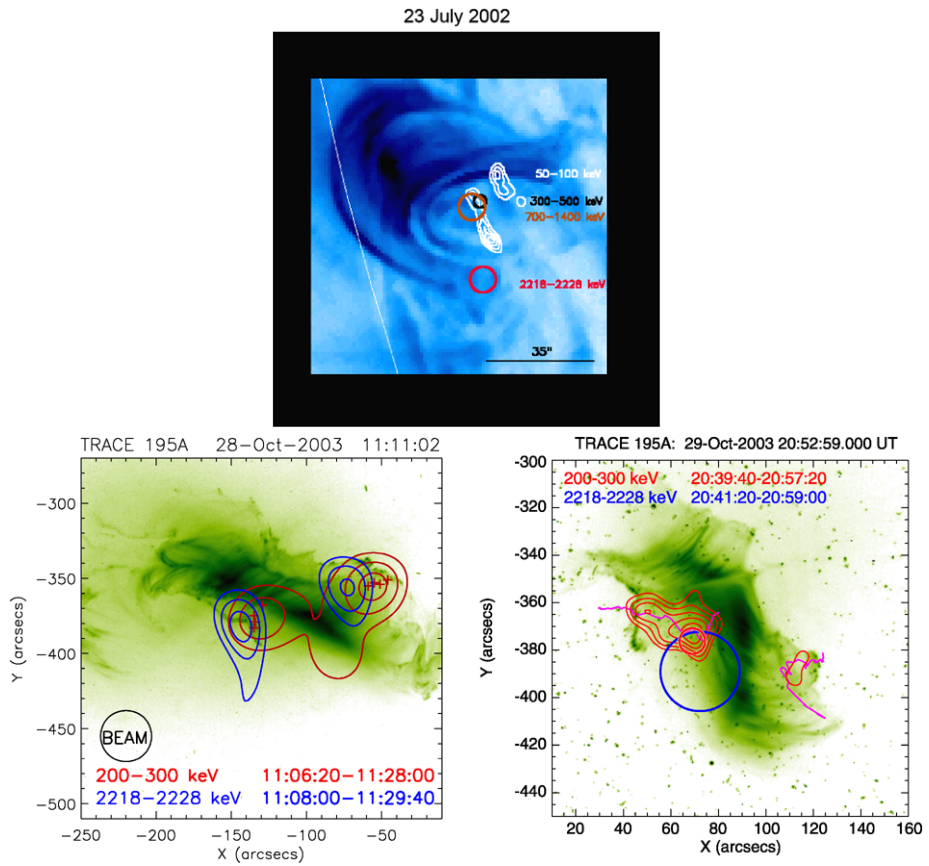 23 July 2002
50-100 keV
300-500 keV
700-1400 keV
2218-2228 keV
35"
TRACE 195A 28-Oct-2003 11:11:02
-300
-350
-400
-450
-500
Y (arcsecs)
BEAM
200-300 keV 11:06:20-11:28:00
2218-2228 keV 11:08:00-11:29:40
-250 -200 -150 -100 -50
X (arcsecs)
TRACE 195A: 29-Oct-2003 20:52:59.000 UT
-300
-320
-340
-360
-380
-400
-420
-440
Y (arcsecs)
200-300 keV 20:39:40-20:57:20
2218-2228 keV 20:41:20-20:59:00
20 40 60 80 100 120 140 160
X (arcsecs)